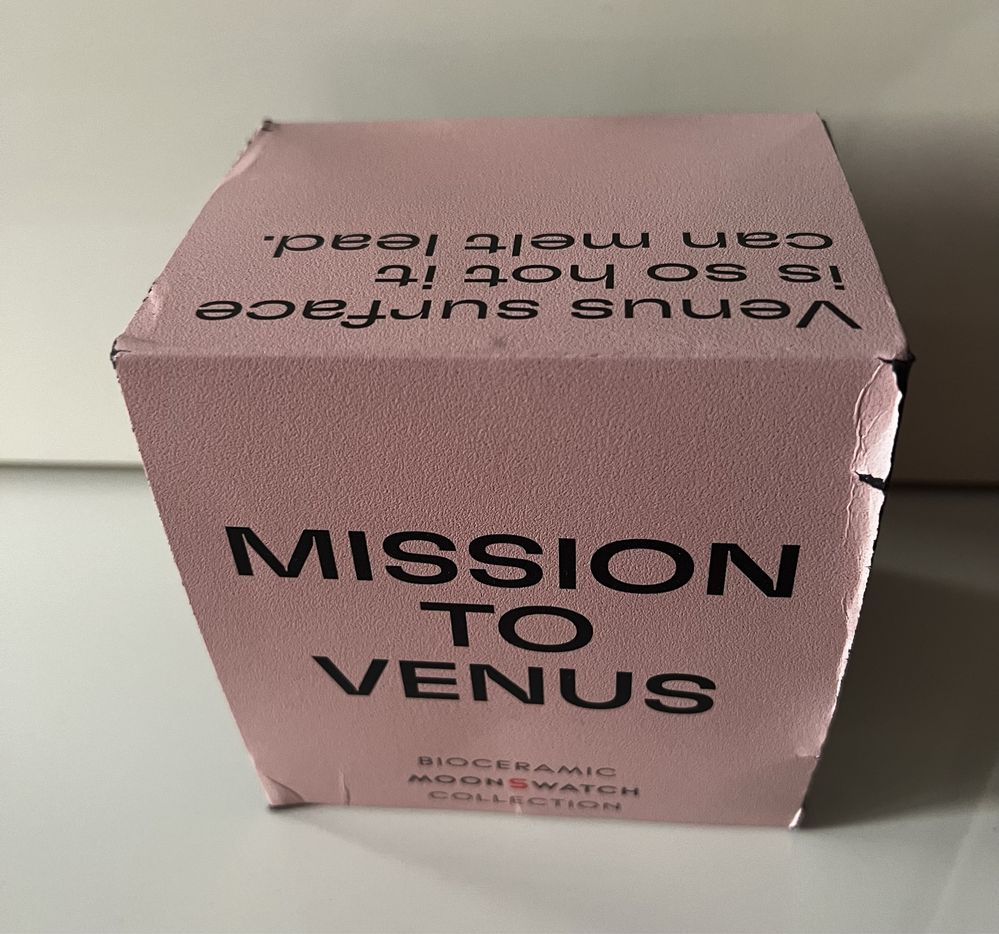 Venus surface
is so hot it
can melt lead.
MISSION
TO
VENUS
BIOCERAMIC
MOONSWATCH
COLLECTION